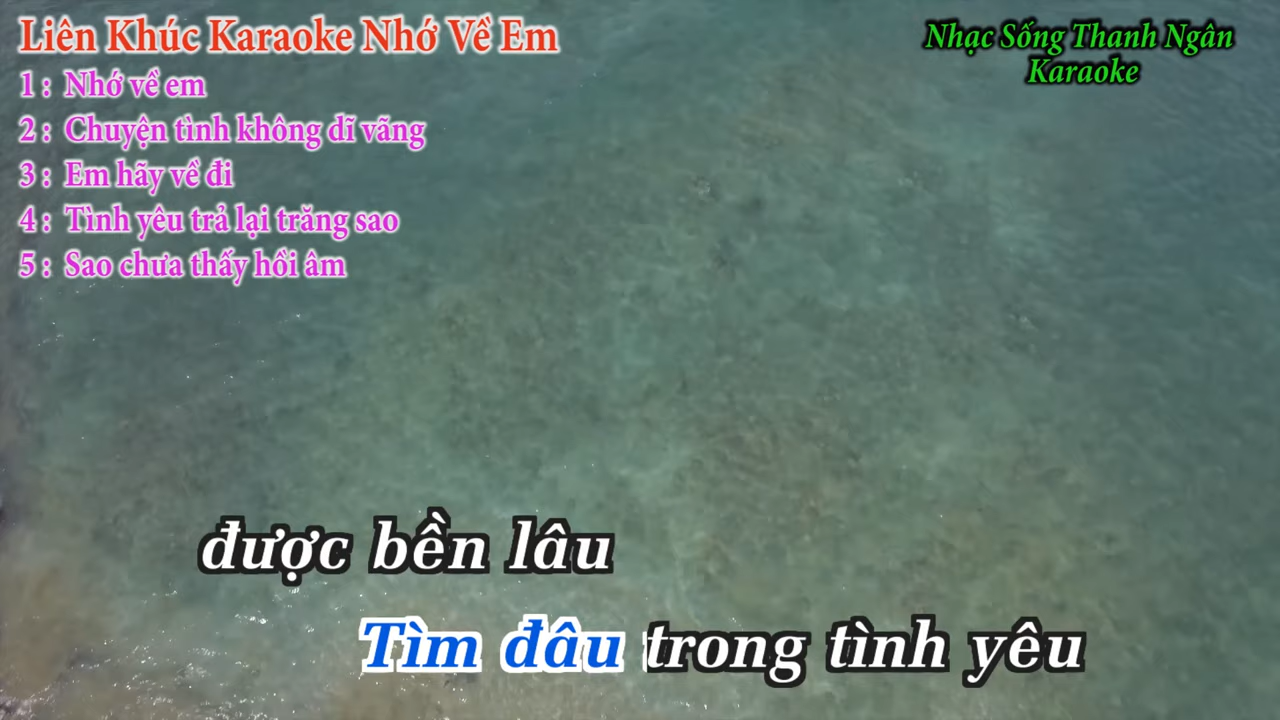 Liên Khúc Karaoke Nhớ Về Em
1 : Nhớ về em
2 : Chuyện tình không dĩ vãng
3 : Em hãy về đi
4 : Tình yêu trả lại trăng sao
5 : Sao chưa thấy hồi âm
Nhạc Sống Thanh Ngân
Karaoke
được bền lâu
Tìm đâu trong tình yêu